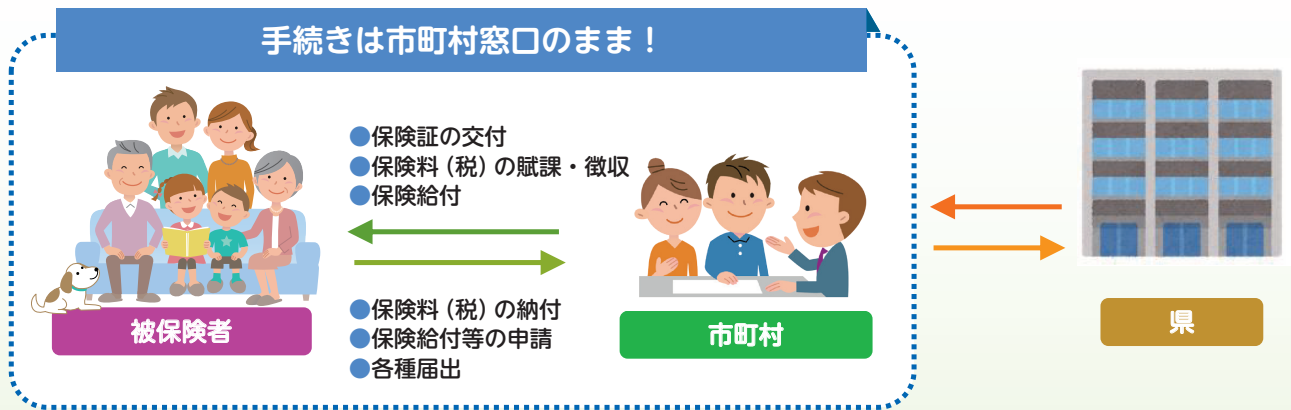 手続きは市町村窓口のまま！
●保険証の交付
●保険料（税）の賦課・徴収
●保険給付
●保険料（税）の納付
●保険給付等の申請
●各種届出
被保険者
市町村
県